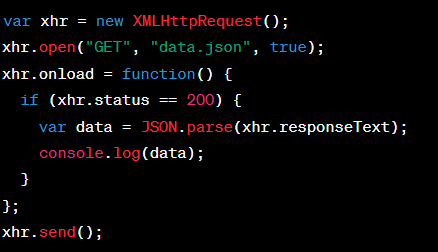 var xhr = new XMLHttpRequest();
xhr.open("GET", "data.json", true);
xhr.onload = function() {
  if (xhr.status == 200) {
    var data = JSON.parse(xhr.responseText);
    console.log(data);
  }
};
xhr.send();